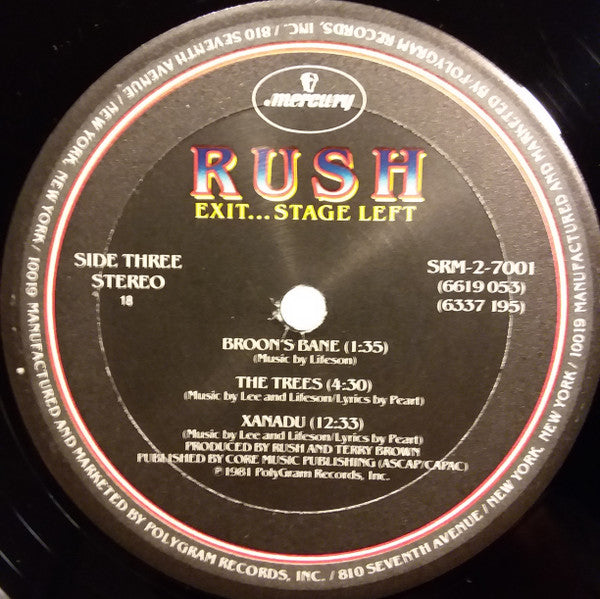 mercury
RUSH
EXIT... STAGE LEFT
SIDE THREE
STEREO
18
SRM-2-7001
(6619 053)
(6337 195)
BROON'S BANE (1:35)
(Music by Lifeson)
THE TREES (4:30)
(Music by Lee and Lifeson/Lyrics by Peart)
XANADU (12:33)
(Music by Lee and Lifeson/Lyrics by Peart)
PRODUCED BY RUSH AND TERRY BROWN
PUBLISHED BY CORE MUSIC PUBLISHING (ASCAP/CAPAC)
℗ 1981 PolyGram Records, Inc.
MANUFACTURED AND MARKETED BY POLYGRAM RECORDS, INC. / 810 SEVENTH AVENUE / NEW YORK, NEW YORK / 10019 MANUFACTURED AND MARKETED BY POLYGRAM RECORDS, INC. / 810 SEVENTH AVENUE / NEW YORK, NEW YORK / 10019